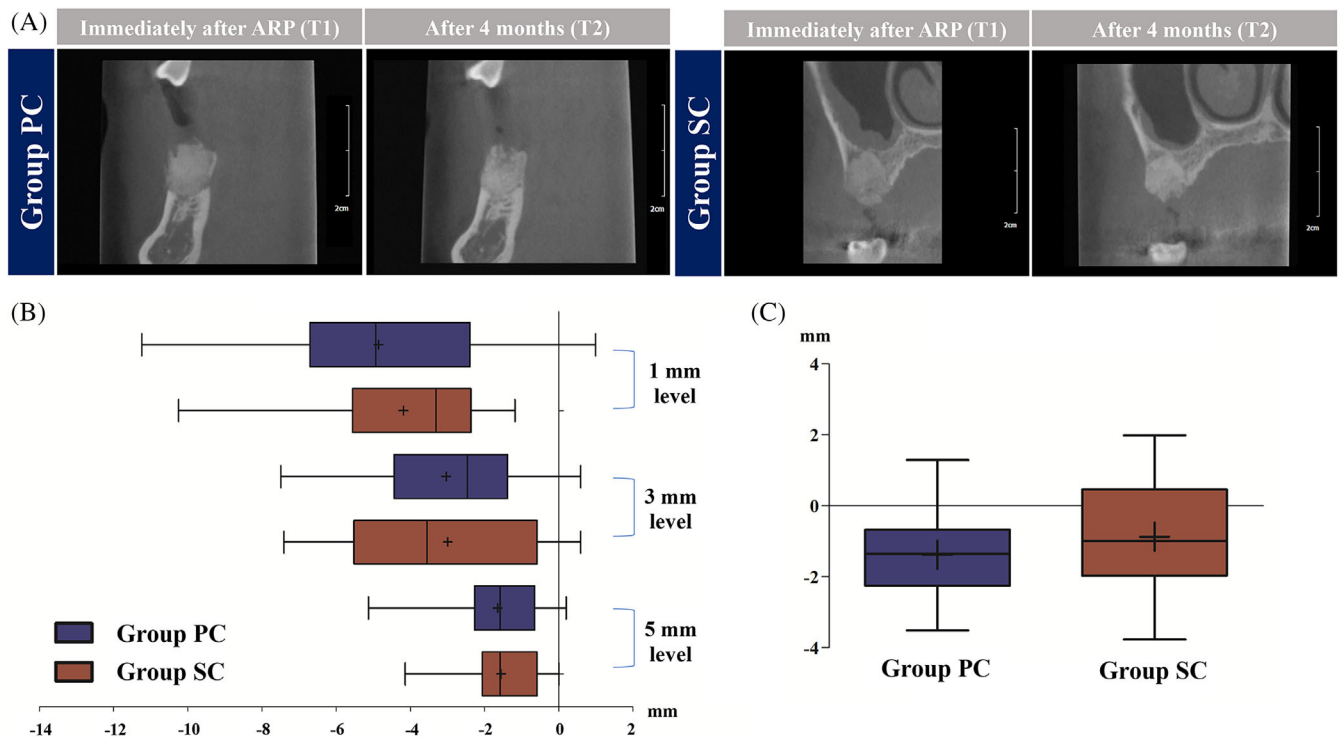 (A)
Immediately after ARP (T1)
After 4 months (T2)
Immediately after ARP (T1)
After 4 months (T2)
Group PC
2cm
2cm
Group SC
2cm
2cm
(B)
1 mm
level
3 mm
level
5 mm
level
Group PC
Group SC
mm
-14 -12 -10 -8 -6 -4 -2 0 2
(C)
mm
4
2
0
-2
-4
Group PC Group SC